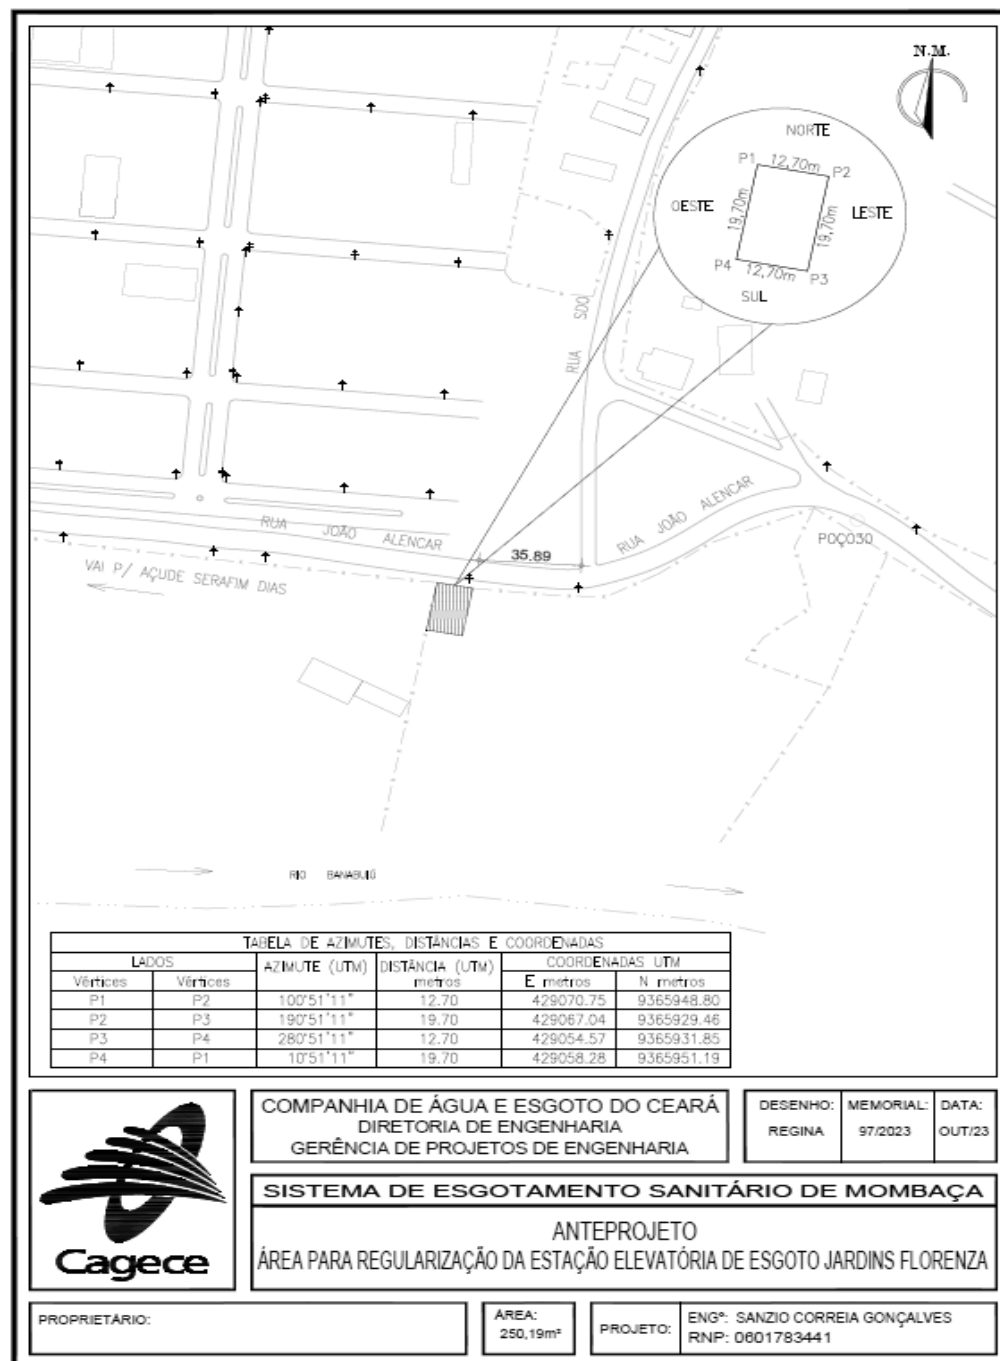 N.M.
NORTE
P1 12,70m P2
OESTE
19,70m
19,70m
LESTE
P4 12,70m P3
SUL
RUA SDO
RUA JOÃO ALENCAR
35.89
RUA JOÃO ALENCAR
POÇO30
VAI P/ AÇUDE SERAFIM DIAS
RIO BANABUIÚ
TABELA DE AZIMUTES, DISTÂNCIAS E COORDENADAS
LADOS AZIMUTE (UTM) DISTÂNCIA (UTM) metros COORDENADAS UTM
Vértices Vértices E metros N metros
P1 P2 100°51'11" 12.70 429070.75 9365948.80
P2 P3 190°51'11" 19.70 429067.04 9365929.46
P3 P4 280°51'11" 12.70 429054.57 9365931.85
P4 P1 10°51'11" 19.70 429058.28 9365951.19
Cagece
COMPANHIA DE ÁGUA E ESGOTO DO CEARÁ
DIRETORIA DE ENGENHARIA
GERÊNCIA DE PROJETOS DE ENGENHARIA
DESENHO: MEMORIAL: DATA:
REGINA 97/2023 OUT/23
SISTEMA DE ESGOTAMENTO SANITÁRIO DE MOMBAÇA
ANTEPROJETO
ÁREA PARA REGULARIZAÇÃO DA ESTAÇÃO ELEVATÓRIA DE ESGOTO JARDINS FLORENZA
PROPRIETÁRIO:
ÁREA:
250,19m²
PROJETO:
ENGº: SANZIO CORREIA GONÇALVES
RNP: 0601783441